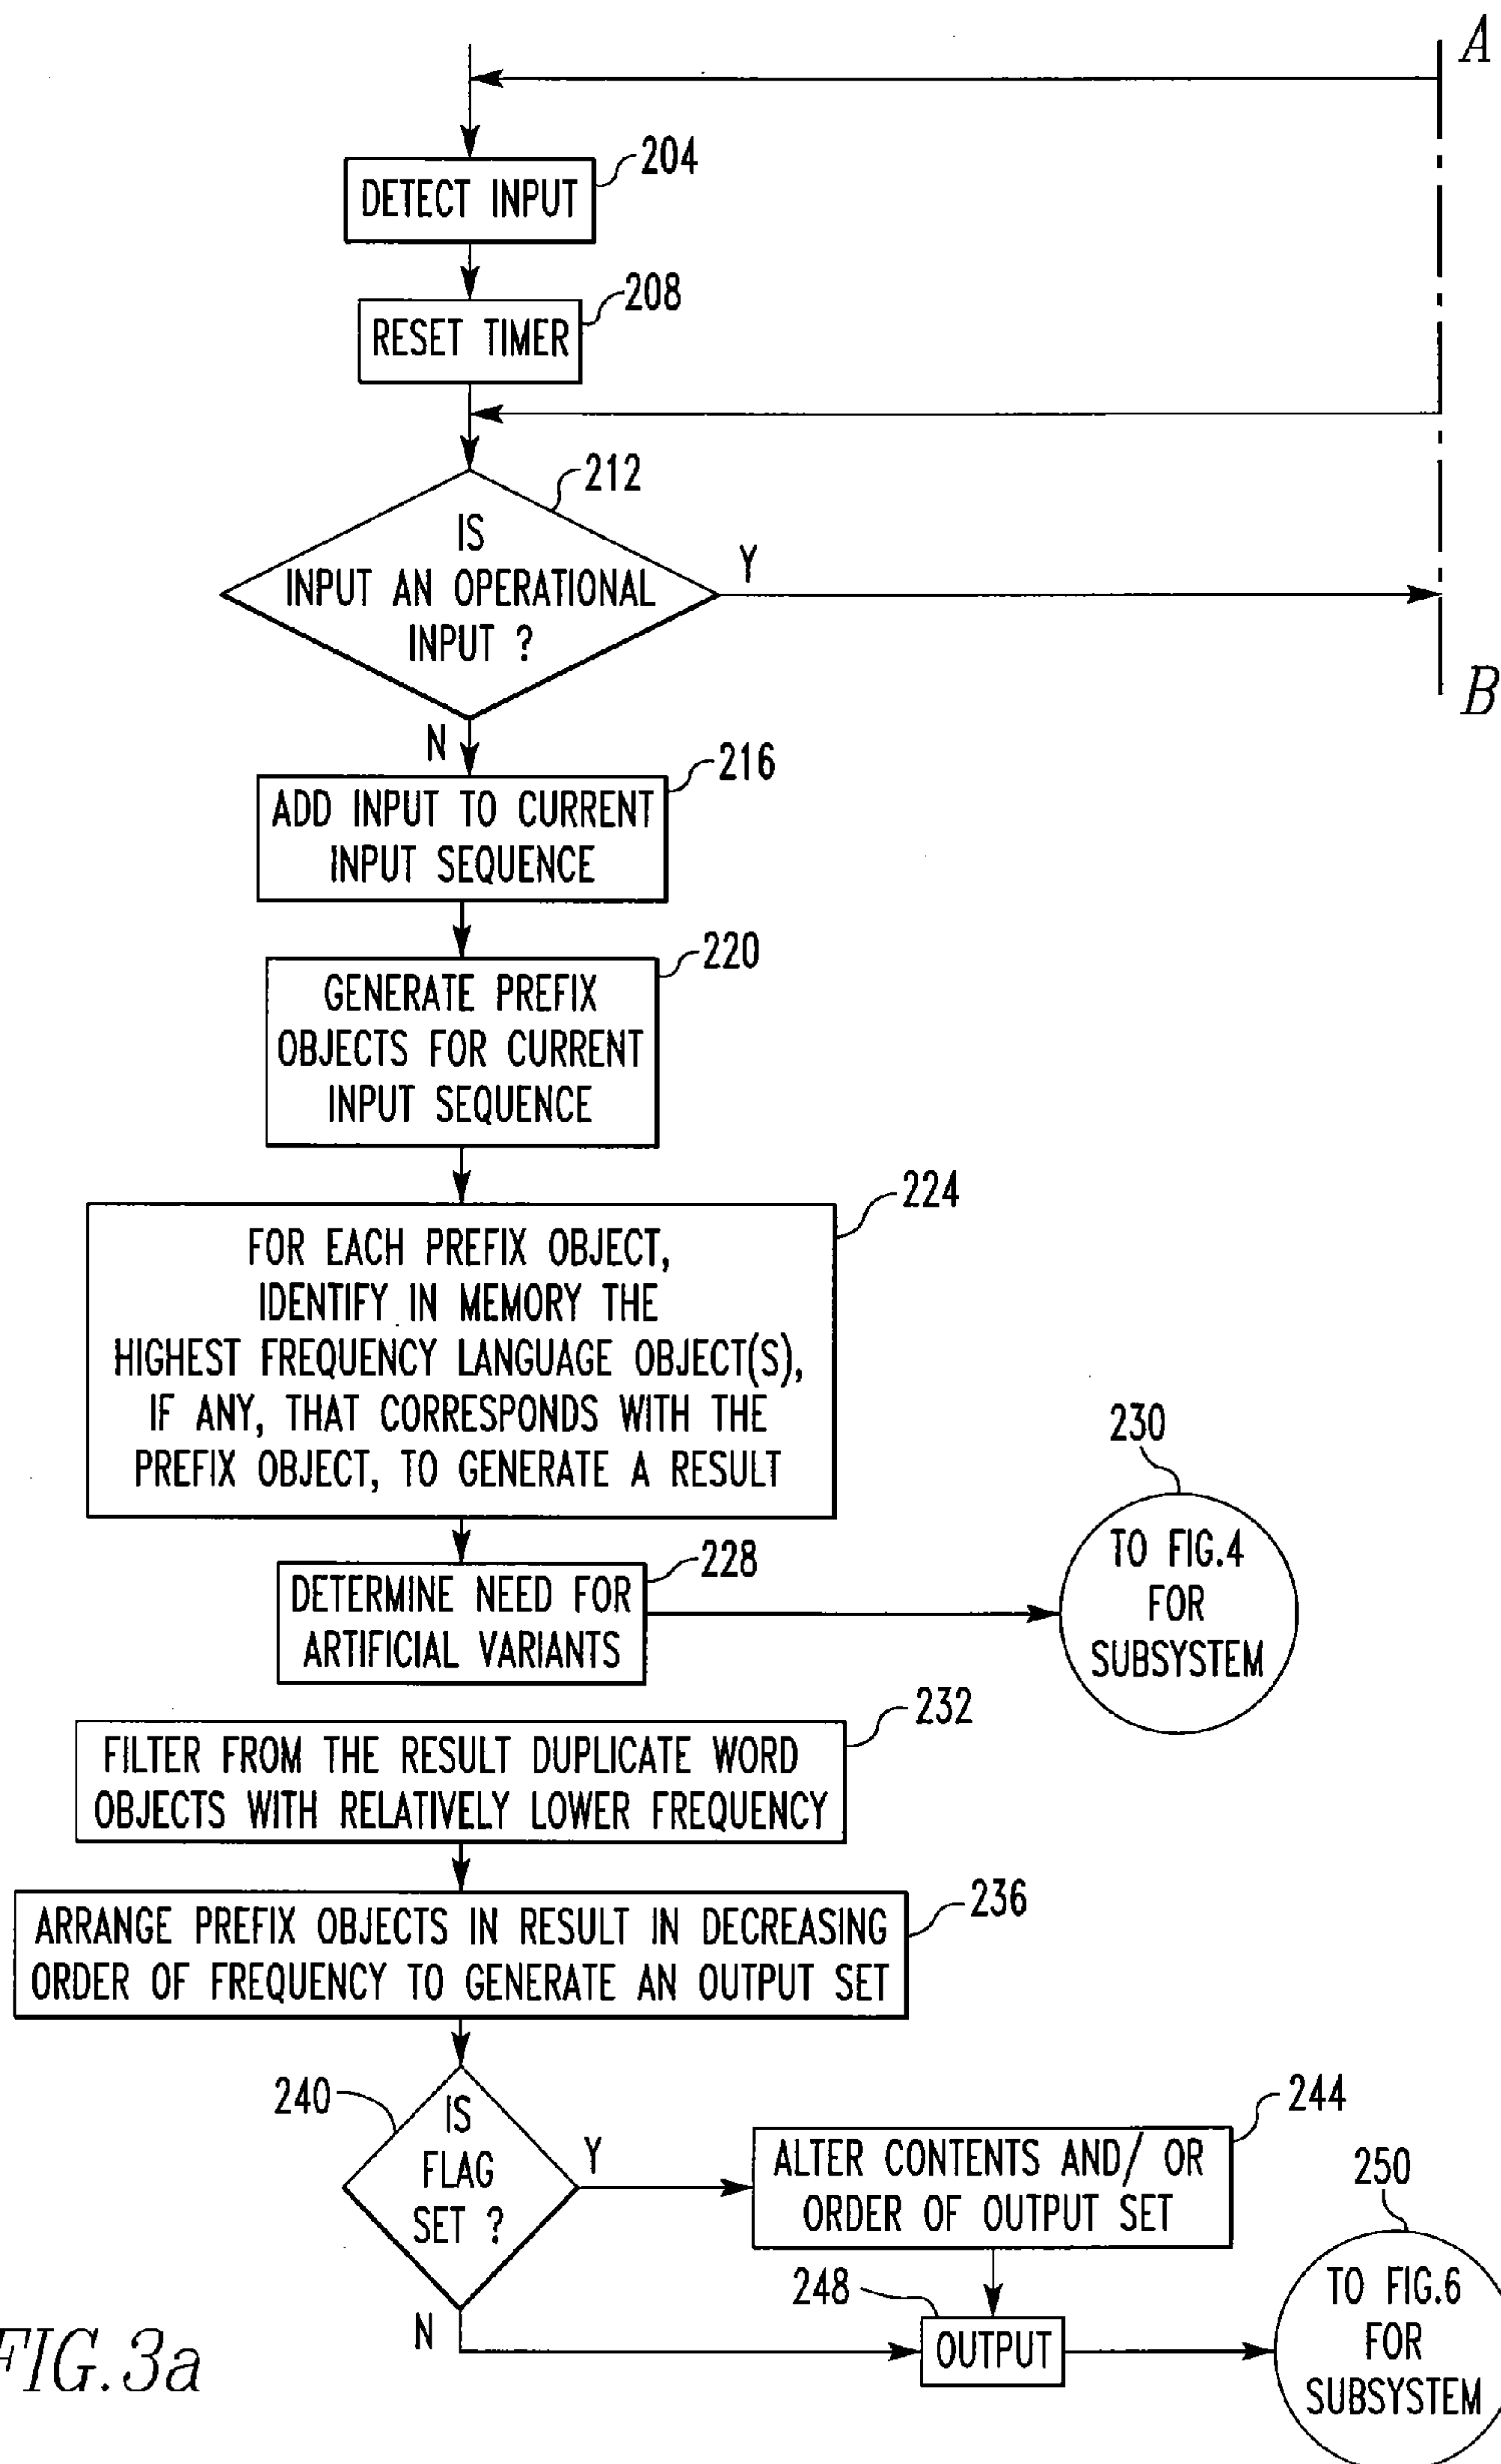 A
204
DETECT INPUT
208
RESET TIMER
212
IS
INPUT AN OPERATIONAL
INPUT ?
Y
B
N
216
ADD INPUT TO CURRENT
INPUT SEQUENCE
220
GENERATE PREFIX
OBJECTS FOR CURRENT
INPUT SEQUENCE
224
FOR EACH PREFIX OBJECT,
IDENTIFY IN MEMORY THE
HIGHEST FREQUENCY LANGUAGE OBJECT(S),
IF ANY, THAT CORRESPONDS WITH THE
PREFIX OBJECT, TO GENERATE A RESULT
230
TO FIG.4
FOR
SUBSYSTEM
228
DETERMINE NEED FOR
ARTIFICIAL VARIANTS
232
FILTER FROM THE RESULT DUPLICATE WORD
OBJECTS WITH RELATIVELY LOWER FREQUENCY
236
ARRANGE PREFIX OBJECTS IN RESULT IN DECREASING
ORDER OF FREQUENCY TO GENERATE AN OUTPUT SET
240
IS
FLAG
SET ?
Y
244
ALTER CONTENTS AND/ OR
ORDER OF OUTPUT SET
250
TO FIG.6
FOR
SUBSYSTEM
248
OUTPUT
N
FIG.3a